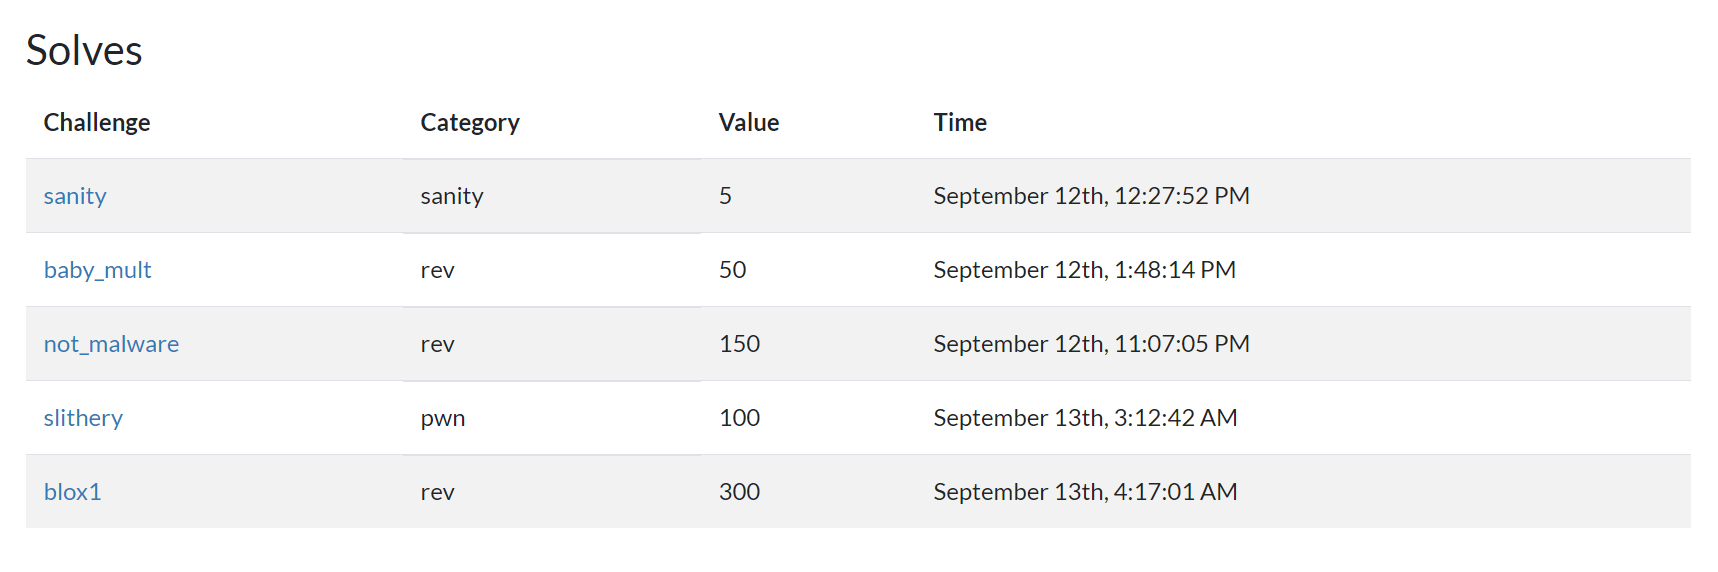 Solves
Challenge Category Value Time
sanity sanity 5 September 12th, 12:27:52 PM
baby_mult rev 50 September 12th, 1:48:14 PM
not_malware rev 150 September 12th, 11:07:05 PM
slithery pwn 100 September 13th, 3:12:42 AM
blox1 rev 300 September 13th, 4:17:01 AM